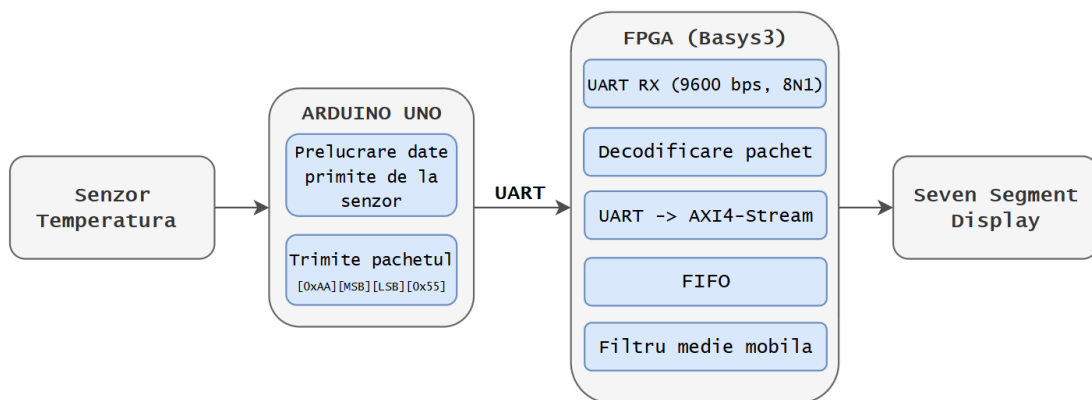 Senzor
Temperatura
ARDUINO UNO
Prelucrare date
primite de la
senzor
Trimite pachetul
[0xAA][MSB][LSB][0x55]
UART
FPGA (Basys3)
UART RX (9600 bps, 8N1)
Decodificare pachet
UART -> AXI4-Stream
FIFO
Filtru medie mobila
Seven Segment
Display